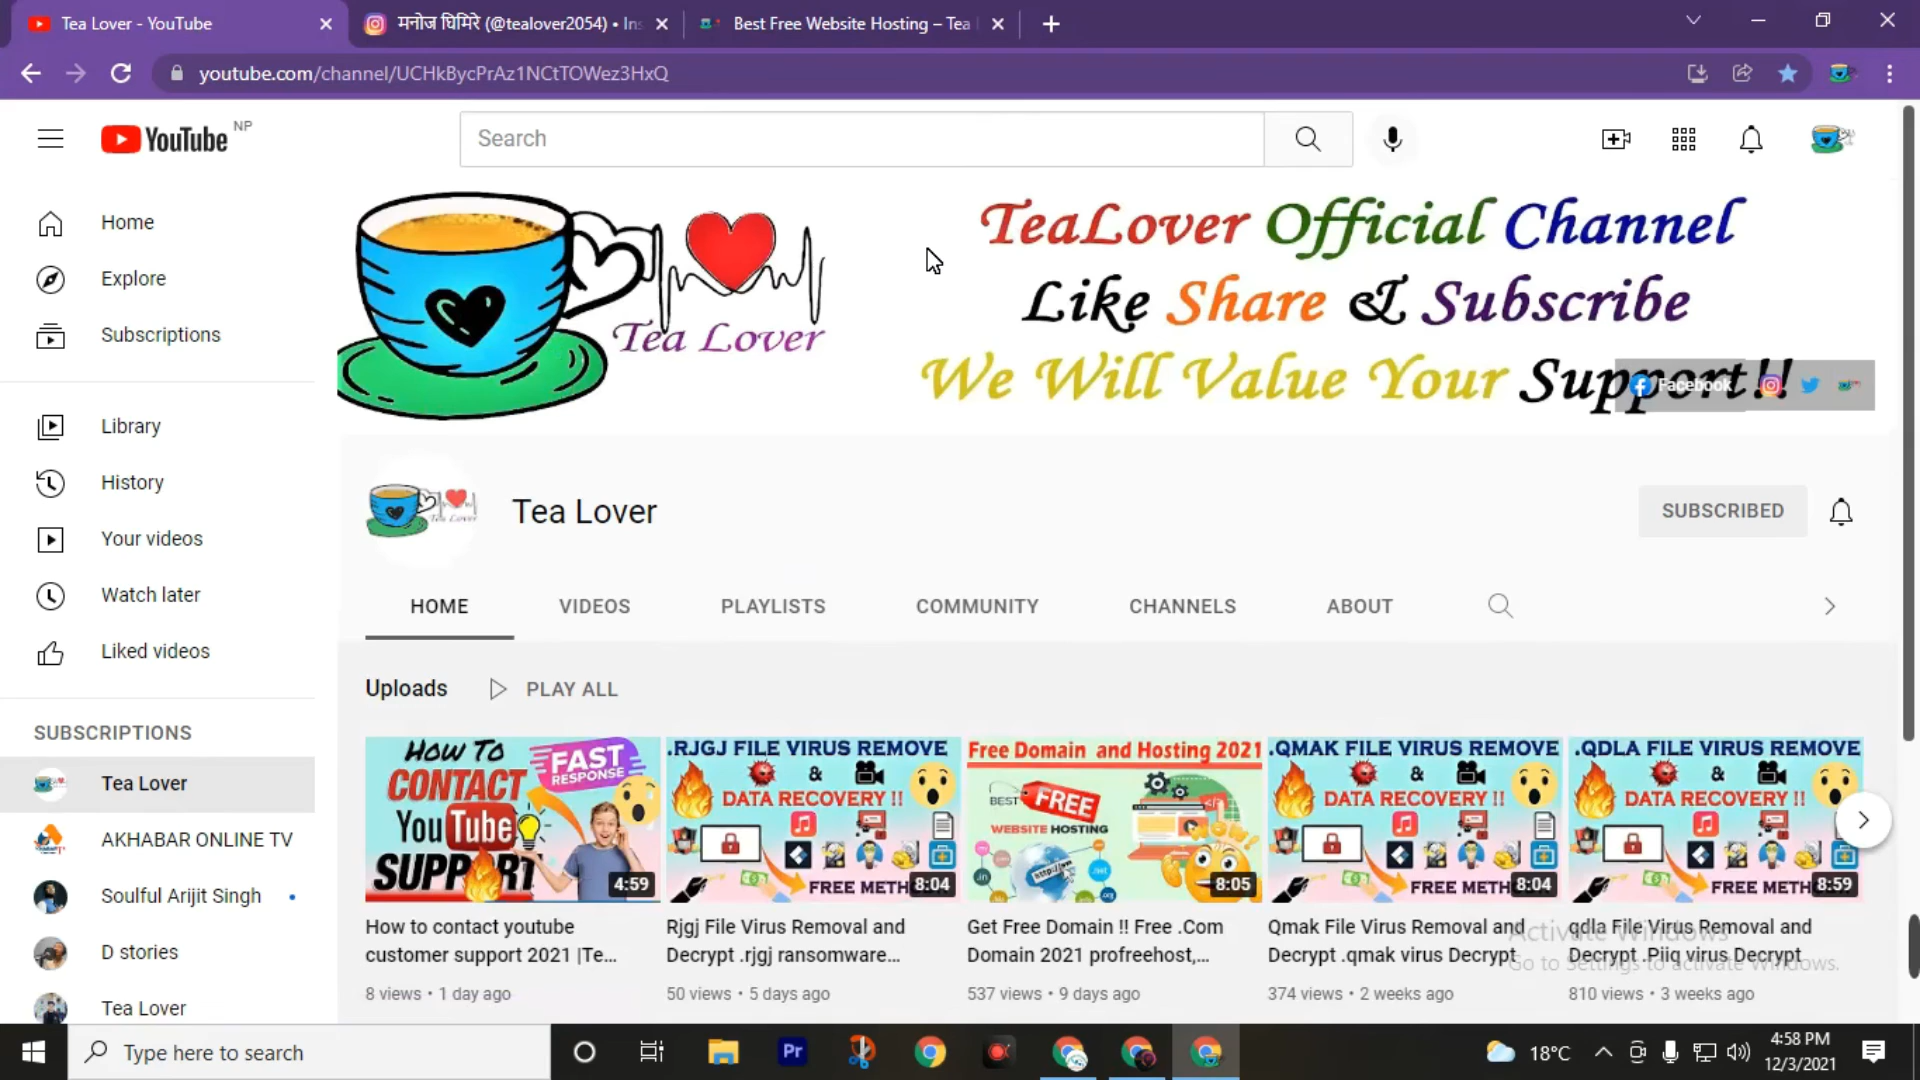 Tea Lover - YouTube
मनोज घिमिरे (@tealover2054) • Ins
Best Free Website Hosting – Tea
youtube.com/channel/UCHkBycPrAz1NCtTOWez3HxQ
YouTube NP
Search
Home
Explore
Subscriptions
Library
History
Your videos
Watch later
Liked videos
SUBSCRIPTIONS
Tea Lover
AKHABAR ONLINE TV
Soulful Arijit Singh
D stories
Tea Lover
Tea Lover
TeaLover Official Channel
Like Share & Subscribe
We Will Value Your Support!!
Facebook
Tea Lover
Tea Lover
SUBSCRIBED
HOME VIDEOS PLAYLISTS COMMUNITY CHANNELS ABOUT
Uploads PLAY ALL
HOW TO
CONTACT
YouTube
SUPPORT
FAST
RESPONSE
4:59
How to contact youtube
customer support 2021 |Te...
8 views • 1 day ago
.RJGJ FILE VIRUS REMOVE
&
DATA RECOVERY !!
FREE METH
8:04
Rjgj File Virus Removal and
Decrypt .rjgj ransomware...
50 views • 5 days ago
Free Domain and Hosting 2021
BEST FREE
WEBSITE HOSTING
http://www
8:05
Get Free Domain !! Free .Com
Domain 2021 profreehost,...
537 views • 9 days ago
.QMAK FILE VIRUS REMOVE
&
DATA RECOVERY !!
FREE METH
8:04
Qmak File Virus Removal and
Decrypt .qmak virus Decrypt
374 views • 2 weeks ago
.QDLA FILE VIRUS REMOVE
&
DATA RECOVERY !!
FREE METH
8:59
qdla File Virus Removal and
Decrypt .Piiq virus Decrypt
810 views • 3 weeks ago
Activate Windows
Go to Settings to activate Windows.
Type here to search
Pr
18°C
4:58 PM
12/3/2021